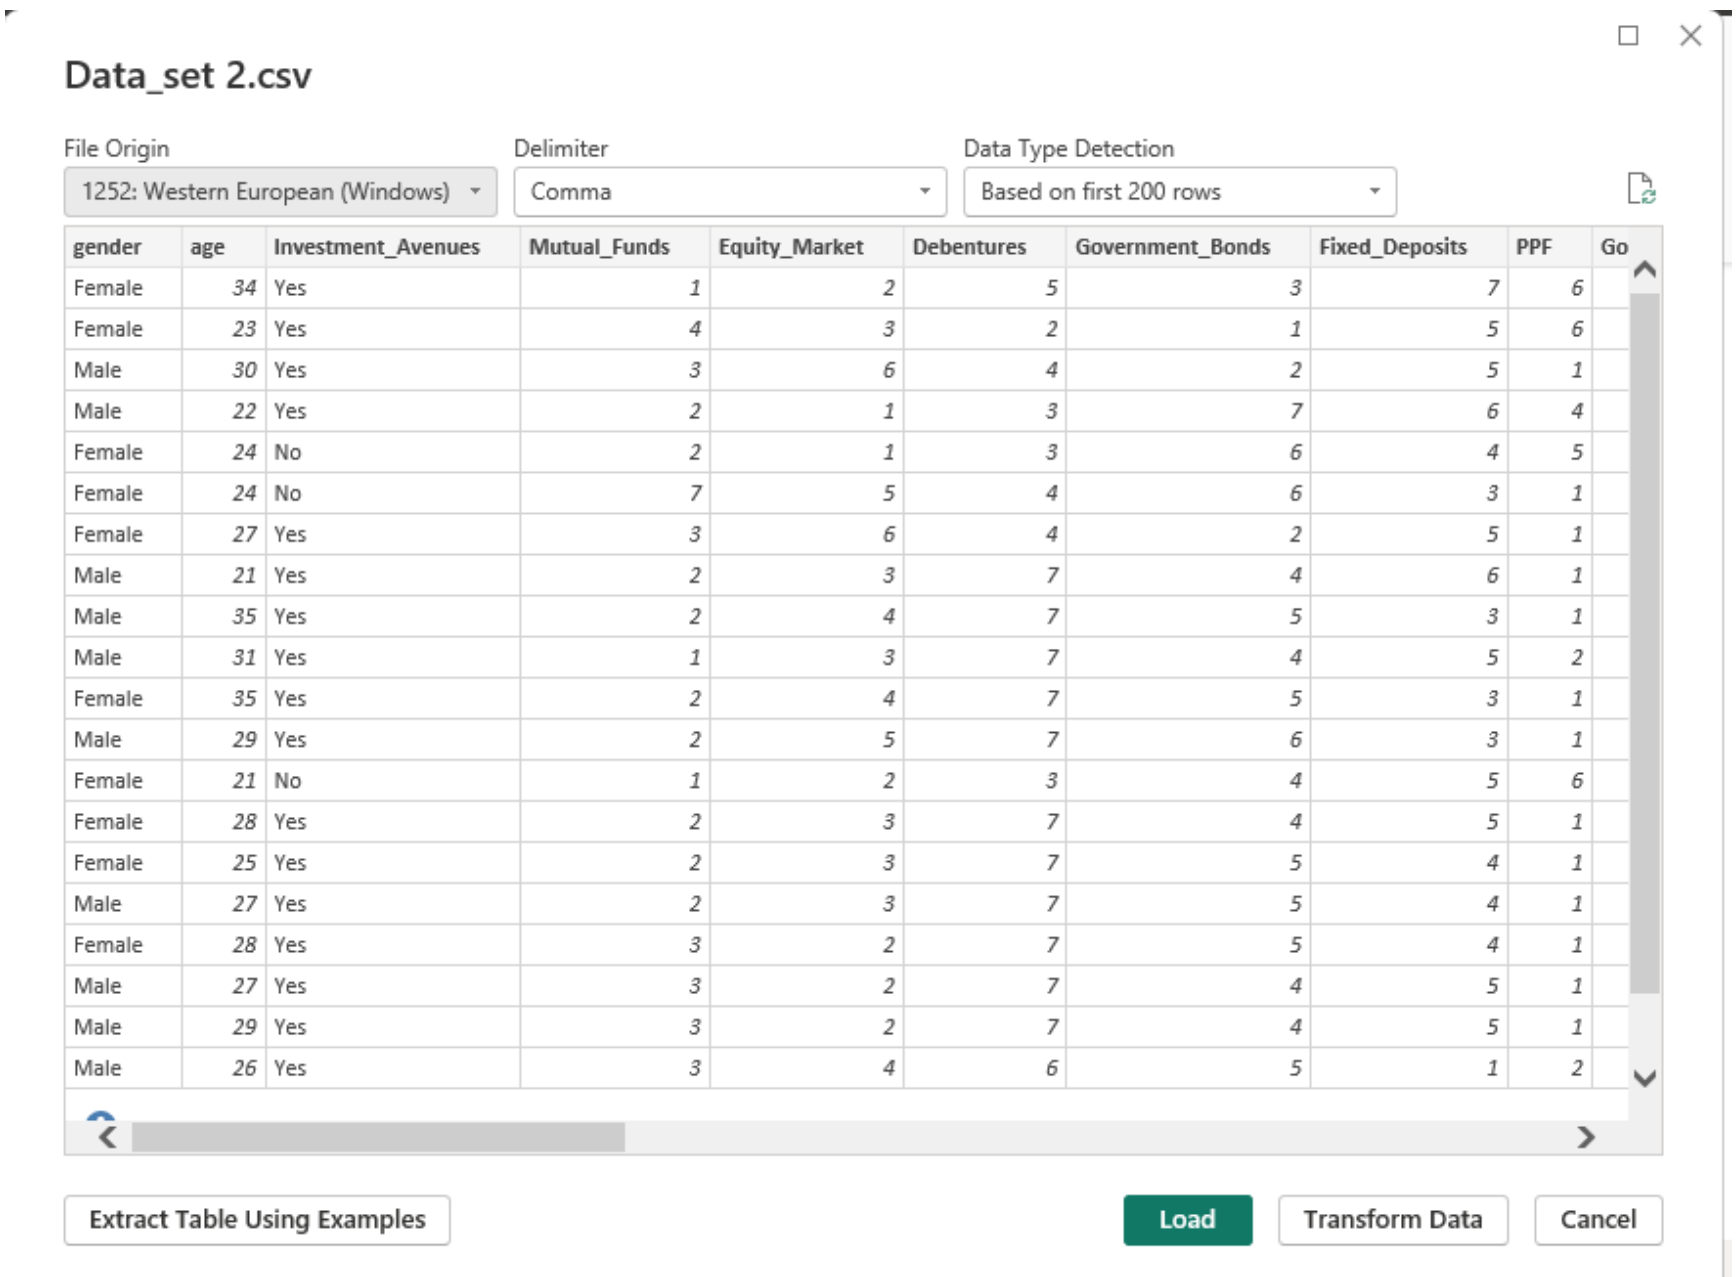 Data_set 2.csv
File Origin Delimiter Data Type Detection
1252: Western European (Windows) Comma Based on first 200 rows
gender age Investment_Avenues Mutual_Funds Equity_Market Debentures Government_Bonds Fixed_Deposits PPF Go
Female 34 Yes 1 2 5 3 7 6
Female 23 Yes 4 3 2 1 5 6
Male 30 Yes 3 6 4 2 5 1
Male 22 Yes 2 1 3 7 6 4
Female 24 No 2 1 3 6 4 5
Female 24 No 7 5 4 6 3 1
Female 27 Yes 3 6 4 2 5 1
Male 21 Yes 2 3 7 4 6 1
Male 35 Yes 2 4 7 5 3 1
Male 31 Yes 1 3 7 4 5 2
Female 35 Yes 2 4 7 5 3 1
Male 29 Yes 2 5 7 6 3 1
Female 21 No 1 2 3 4 5 6
Female 28 Yes 2 3 7 4 5 1
Female 25 Yes 2 3 7 5 4 1
Male 27 Yes 2 3 7 5 4 1
Female 28 Yes 3 2 7 5 4 1
Male 27 Yes 3 2 7 4 5 1
Male 29 Yes 3 2 7 4 5 1
Male 26 Yes 3 4 6 5 1 2
Extract Table Using Examples Load Transform Data Cancel